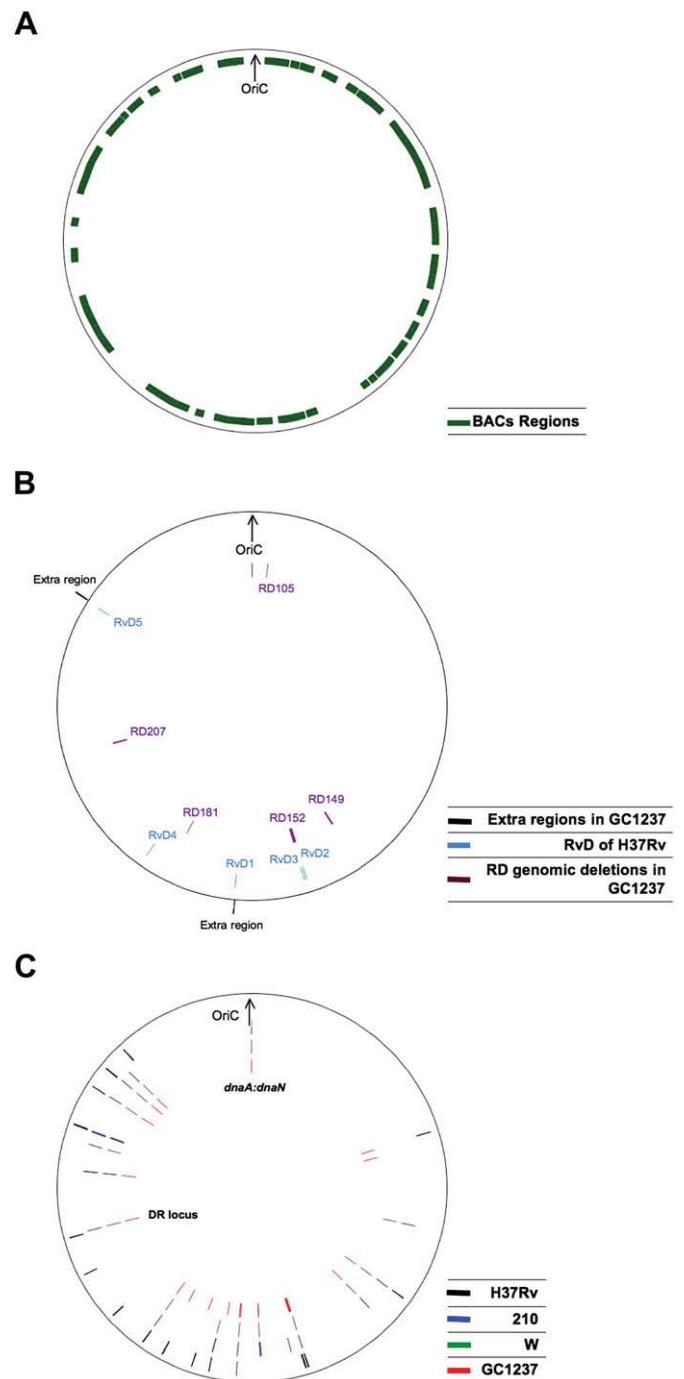 A
OriC
BACs Regions
B
OriC
RD105
Extra region
RvD5
RD207
RD149
RD181
RD152
RvD4
RvD3
RvD2
RvD1
Extra region
Extra regions in GC1237
RvD of H37Rv
RD genomic deletions in
GC1237
C
OriC
dnaA:dnaN
DR locus
H37Rv
210
W
GC1237